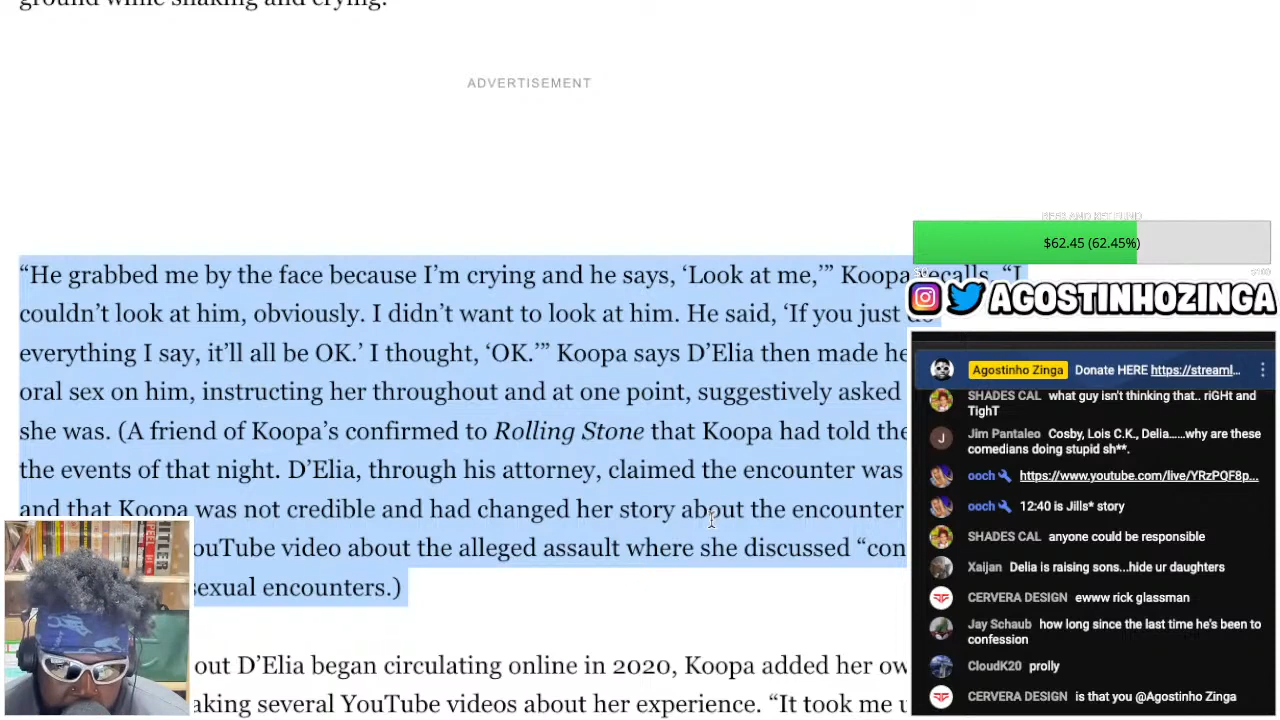 ground while shaking and crying.
ADVERTISEMENT
“He grabbed me by the face because I’m crying and he says, ‘Look at me,’” Koopa recalls. “I
couldn’t look at him, obviously. I didn’t want to look at him. He said, ‘If you just do
everything I say, it’ll all be OK.’ I thought, ‘OK.’” Koopa says D’Elia then made he
oral sex on him, instructing her throughout and at one point, suggestively asked
she was. (A friend of Koopa’s confirmed to Rolling Stone that Koopa had told the
the events of that night. D’Elia, through his attorney, claimed the encounter was
and that Koopa was not credible and had changed her story about the encounter
ouTube video about the alleged assault where she discussed “con
sexual encounters.)
out D’Elia began circulating online in 2020, Koopa added her ow
aking several YouTube videos about her experience. “It took me u
$62.45 (62.45%)
$100
AGOSTINHOZINGA
Agostinho Zinga Donate HERE https://streaml...
SHADES CAL what guy isn't thinking that.. riGHt and
TighT
Jim Pantaleo Cosby, Lois C.K., Delia......why are these
comedians doing stupid sh**.
ooch https://www.youtube.com/live/YRzPQF8p...
ooch 12:40 is Jills* story
SHADES CAL anyone could be responsible
Xaijan Delia is raising sons...hide ur daughters
CERVERA DESIGN ewww rick glassman
Jay Schaub how long since the last time he's been to
confession
CloudK20 prolly
CERVERA DESIGN is that you @Agostinho Zinga